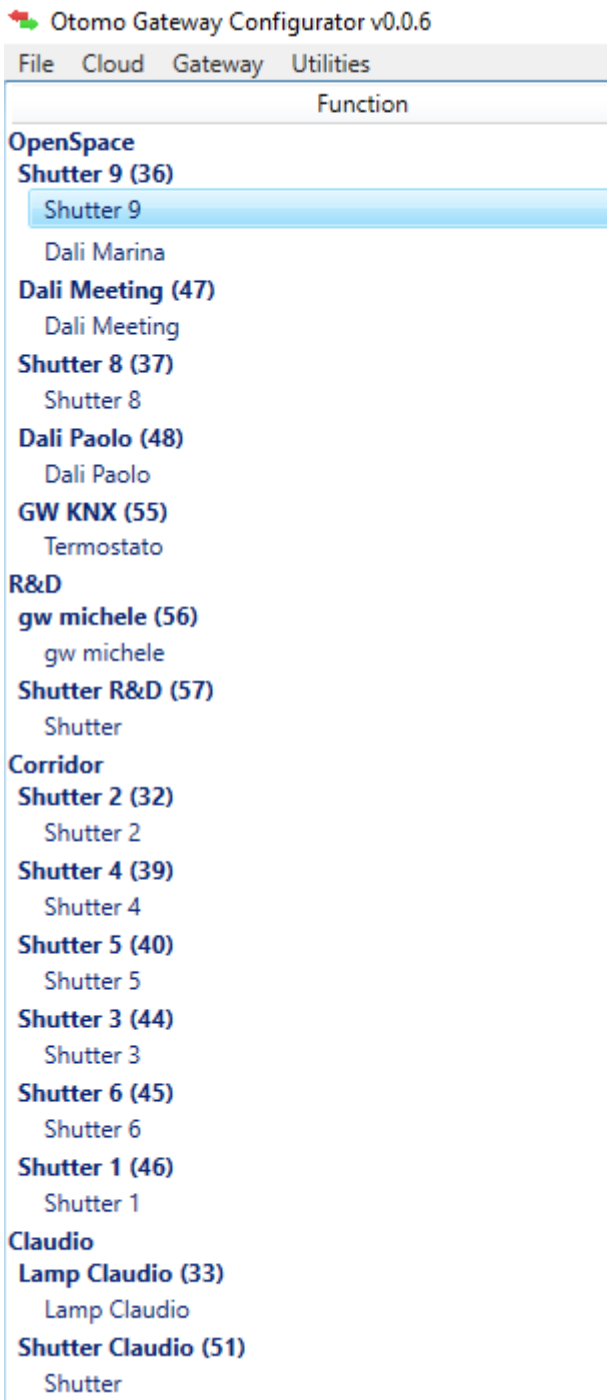 Otomo Gateway Configurator v0.0.6
File Cloud Gateway Utilities
Function
OpenSpace
Shutter 9 (36)
Shutter 9
Dali Marina
Dali Meeting (47)
Dali Meeting
Shutter 8 (37)
Shutter 8
Dali Paolo (48)
Dali Paolo
GW KNX (55)
Termostato
R&D
gw michele (56)
gw michele
Shutter R&D (57)
Shutter
Corridor
Shutter 2 (32)
Shutter 2
Shutter 4 (39)
Shutter 4
Shutter 5 (40)
Shutter 5
Shutter 3 (44)
Shutter 3
Shutter 6 (45)
Shutter 6
Shutter 1 (46)
Shutter 1
Claudio
Lamp Claudio (33)
Lamp Claudio
Shutter Claudio (51)
Shutter